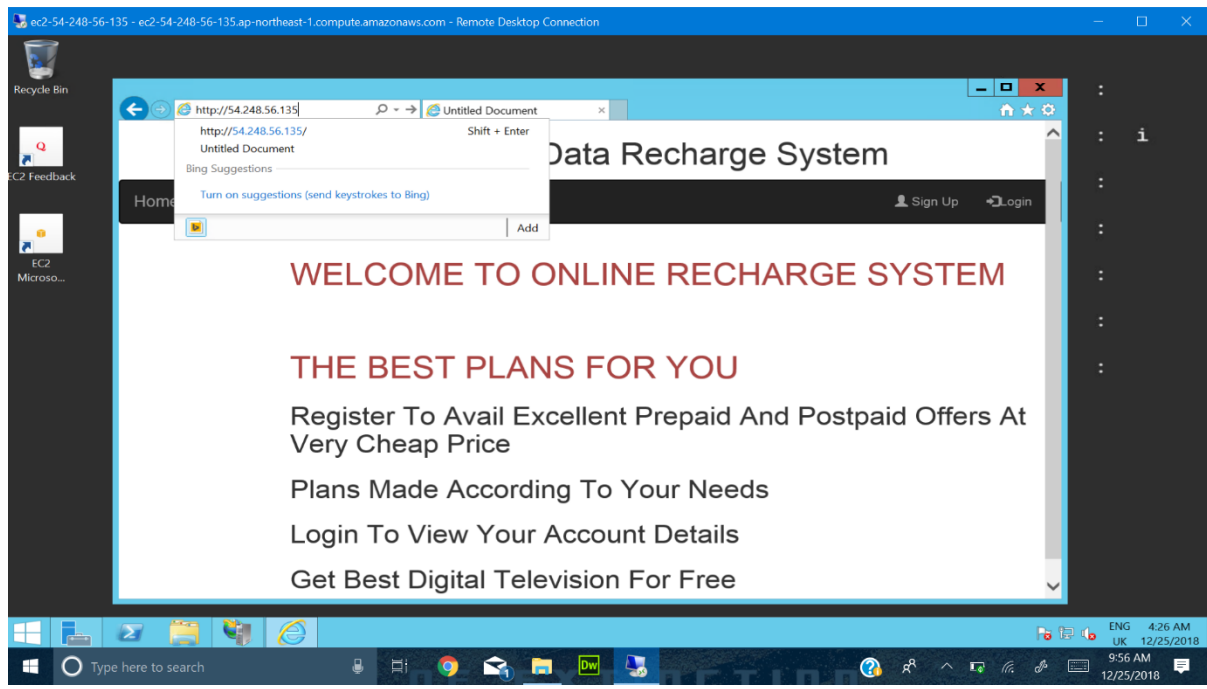 ec2-54-248-56-135 - ec2-54-248-56-135.ap-northeast-1.compute.amazonaws.com - Remote Desktop Connection
Recycle Bin
EC2 Feedback
EC2
Microso...
http://54.248.56.135
Untitled Document
http://54.248.56.135/ Shift + Enter
Untitled Document
Bing Suggestions
Turn on suggestions (send keystrokes to Bing)
Add
Data Recharge System
Home
Sign Up
Login
WELCOME TO ONLINE RECHARGE SYSTEM
THE BEST PLANS FOR YOU
Register To Avail Excellent Prepaid And Postpaid Offers At
Very Cheap Price
Plans Made According To Your Needs
Login To View Your Account Details
Get Best Digital Television For Free
:
: i
:
:
:
:
:
ENG 4:26 AM
UK 12/25/2018
Type here to search
Dw
9:56 AM
12/25/2018